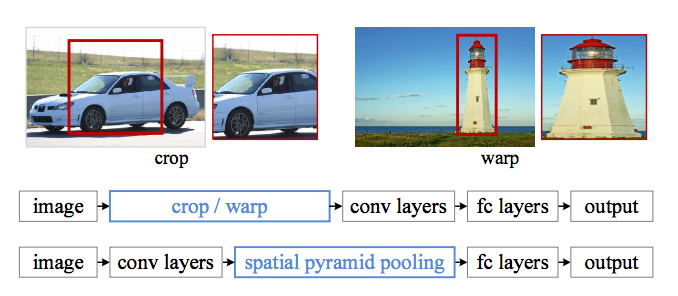 crop
warp
image
crop / warp
conv layers
fc layers
output
image
conv layers
spatial pyramid pooling
fc layers
output